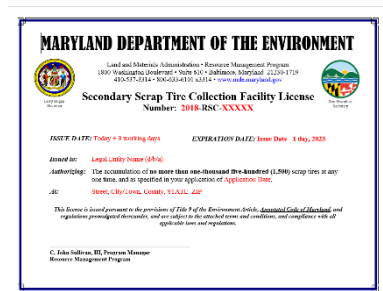 MARYLAND DEPARTMENT OF THE ENVIRONMENT
Land and Materials Administration • Resource Management Program
1800 Washington Boulevard • Suite 610 • Baltimore, Maryland 21230-1719
410-537-3314 • 800-633-6101 x3314 • www.mde.maryland.gov
Secondary Scrap Tire Collection Facility License
Number: 2018-RSC-XXXXX
Larry Hogan
Governor
Ben Grumbles
Secretary
ISSUE DATE: Today + 9 working days
EXPIRATION DATE: Issue Date - 1 day, 2023
Issued to: Legal Entity Name (d/b/a)
Authorizing: The accumulation of no more than one-thousand five-hundred (1,500) scrap tires at any
one time, and as specified in your application of Application Date.
At: Street, City/Town, County, STATE ZIP
This license is issued pursuant to the provisions of Title 9 of the Environment Article, Annotated Code of Maryland, and
regulations promulgated thereunder, and are subject to the attached terms and conditions, and compliance with all
applicable laws and regulations.
C. John Sullivan, III, Program Manager
Resource Management Program